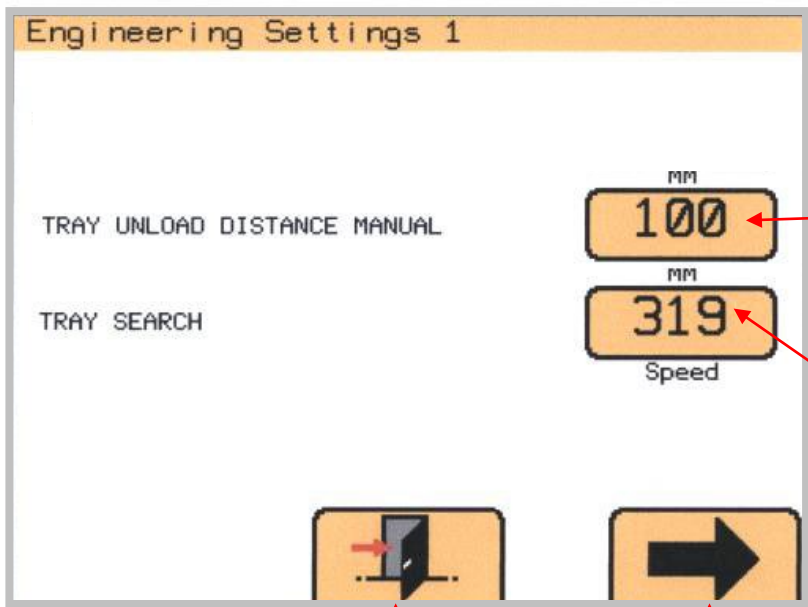 Engineering Settings 1
MM
TRAY UNLOAD DISTANCE MANUAL 100
MM
TRAY SEARCH 319
Speed